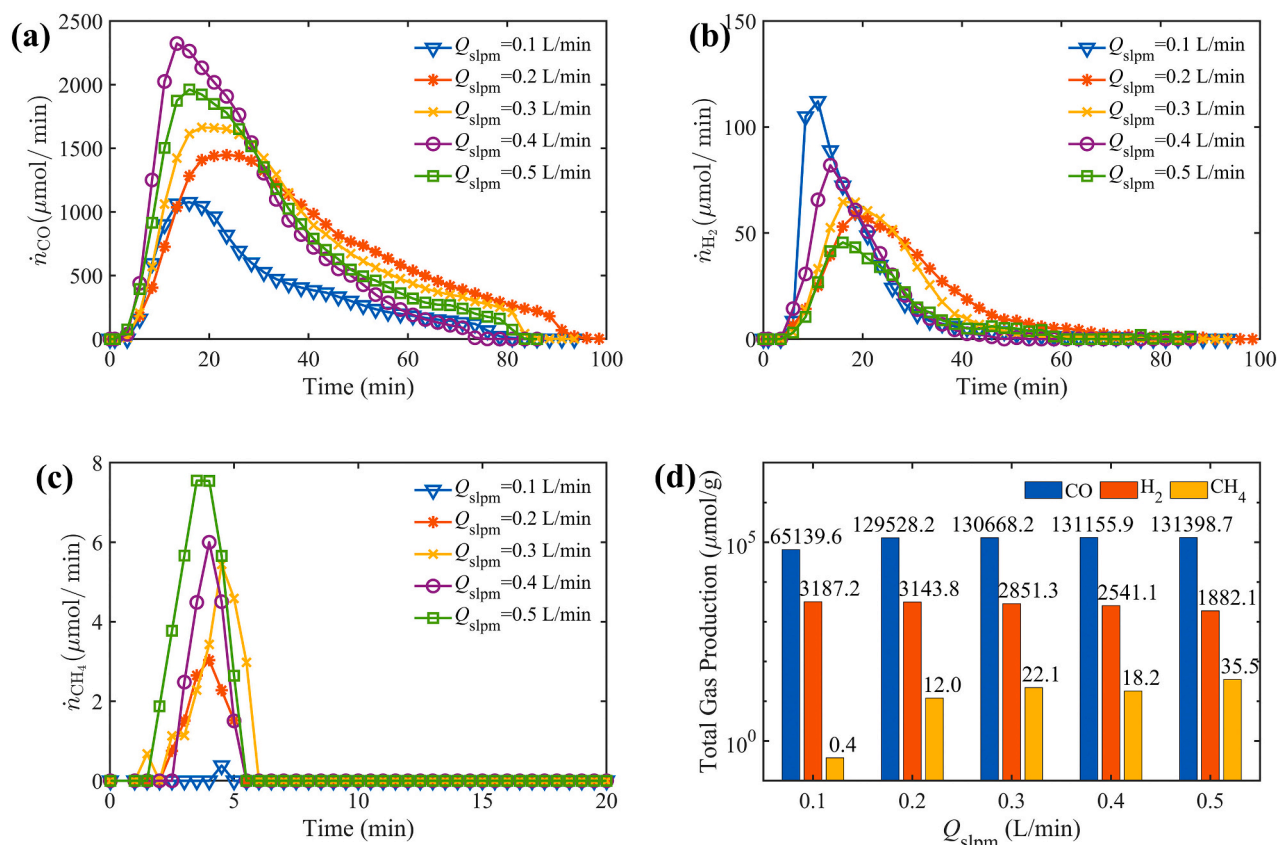 (a)
2500
2000
1500
1000
500
0
0 20 40 60 80 100
Time (min)
ṅCO (μmol/ min)
Qslpm=0.1 L/min
Qslpm=0.2 L/min
Qslpm=0.3 L/min
Qslpm=0.4 L/min
Qslpm=0.5 L/min
(b)
150
100
50
0
0 20 40 60 80 100
Time (min)
ṅH2 (μmol/ min)
Qslpm=0.1 L/min
Qslpm=0.2 L/min
Qslpm=0.3 L/min
Qslpm=0.4 L/min
Qslpm=0.5 L/min
(c)
8
6
4
2
0
0 5 10 15 20
Time (min)
ṅCH4 (μmol/ min)
Qslpm=0.1 L/min
Qslpm=0.2 L/min
Qslpm=0.3 L/min
Qslpm=0.4 L/min
Qslpm=0.5 L/min
(d)
CO H2 CH4
Total Gas Production (μmol/g)
10^5
10^0
65139.6 129528.2 130668.2 131155.9 131398.7
3187.2 3143.8 2851.3 2541.1 1882.1
0.4 12.0 22.1 18.2 35.5
0.1 0.2 0.3 0.4 0.5
Qslpm (L/min)